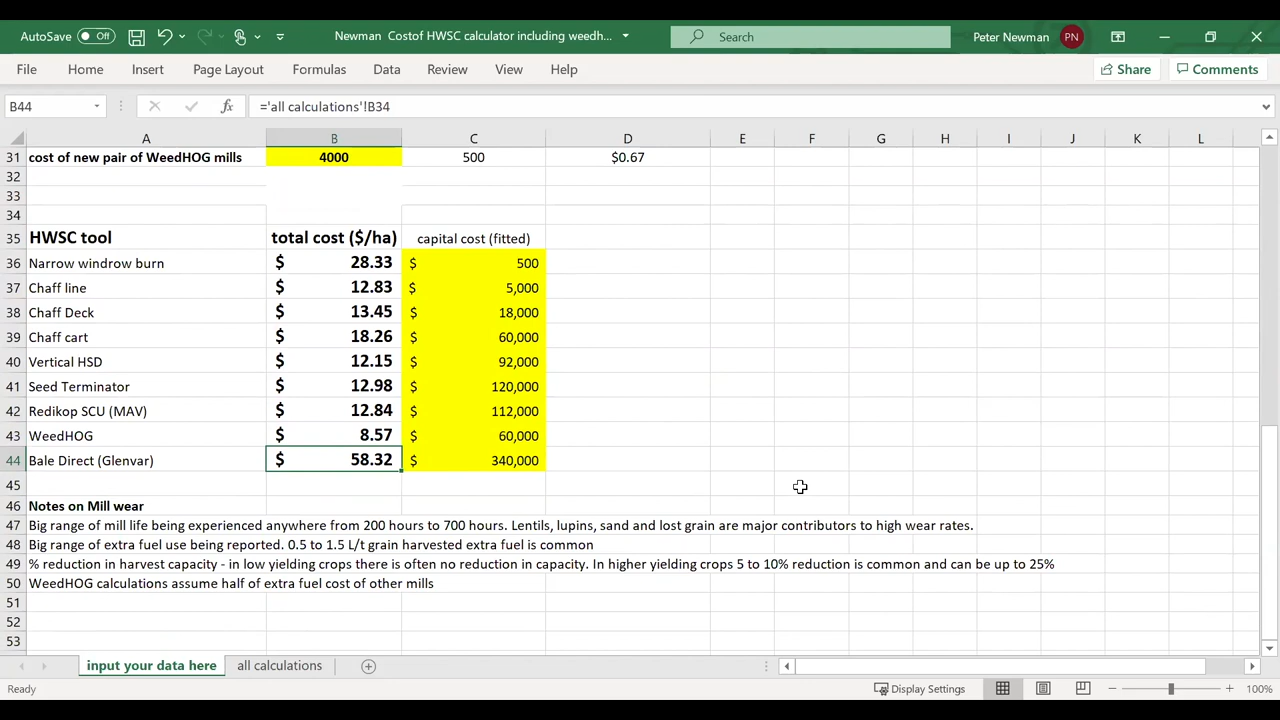 AutoSave Off Newman Costof HWSC calculator including weedh... Search Peter Newman PN
File Home Insert Page Layout Formulas Data Review View Help Share Comments
B44 fx ='all calculations'!B34
A B C D E F G H I J K L
31 cost of new pair of WeedHOG mills 4000 500 $0.67
32
33
34
35 HWSC tool total cost ($/ha) capital cost (fitted)
36 Narrow windrow burn $ 28.33 $ 500
37 Chaff line $ 12.83 $ 5,000
38 Chaff Deck $ 13.45 $ 18,000
39 Chaff cart $ 18.26 $ 60,000
40 Vertical HSD $ 12.15 $ 92,000
41 Seed Terminator $ 12.98 $ 120,000
42 Redikop SCU (MAV) $ 12.84 $ 112,000
43 WeedHOG $ 8.57 $ 60,000
44 Bale Direct (Glenvar) $ 58.32 $ 340,000
45
46 Notes on Mill wear
47 Big range of mill life being experienced anywhere from 200 hours to 700 hours. Lentils, lupins, sand and lost grain are major contributors to high wear rates.
48 Big range of extra fuel use being reported. 0.5 to 1.5 L/t grain harvested extra fuel is common
49 % reduction in harvest capacity - in low yielding crops there is often no reduction in capacity. In higher yielding crops 5 to 10% reduction is common and can be up to 25%
50 WeedHOG calculations assume half of extra fuel cost of other mills
51
52
53
input your data here all calculations
Ready Display Settings 100%